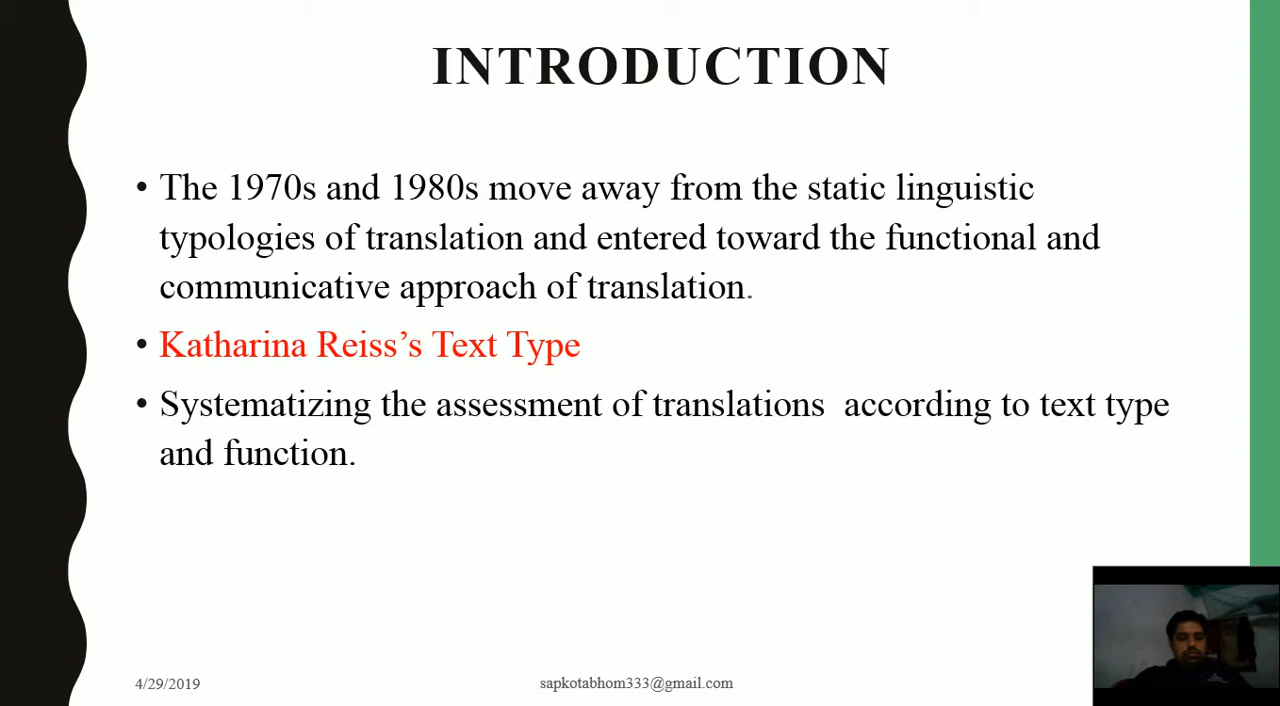 INTRODUCTION
• The 1970s and 1980s move away from the static linguistic
typologies of translation and entered toward the functional and
communicative approach of translation.
• Katharina Reiss’s Text Type
• Systematizing the assessment of translations  according to text type
and function.
4/29/2019
sapkotabhom333@gmail.com